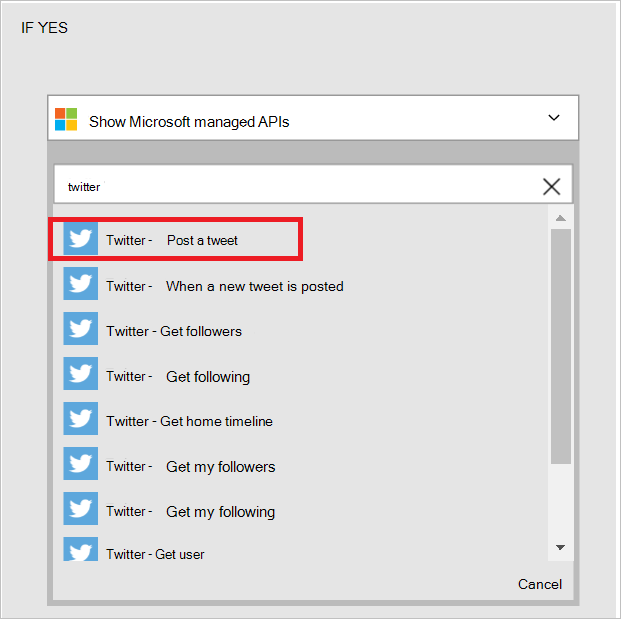 IF YES
Show Microsoft managed APIs
twitter
Twitter - Post a tweet
Twitter - When a new tweet is posted
Twitter - Get followers
Twitter - Get following
Twitter - Get home timeline
Twitter - Get my followers
Twitter - Get my following
Twitter - Get user
Cancel